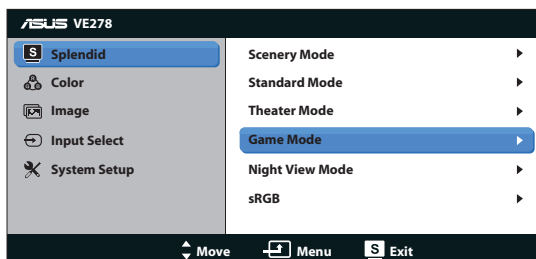 ASUS VE278
S Splendid
Color
Image
Input Select
System Setup
Scenery Mode
Standard Mode
Theater Mode
Game Mode
Night View Mode
sRGB
Move Menu S Exit